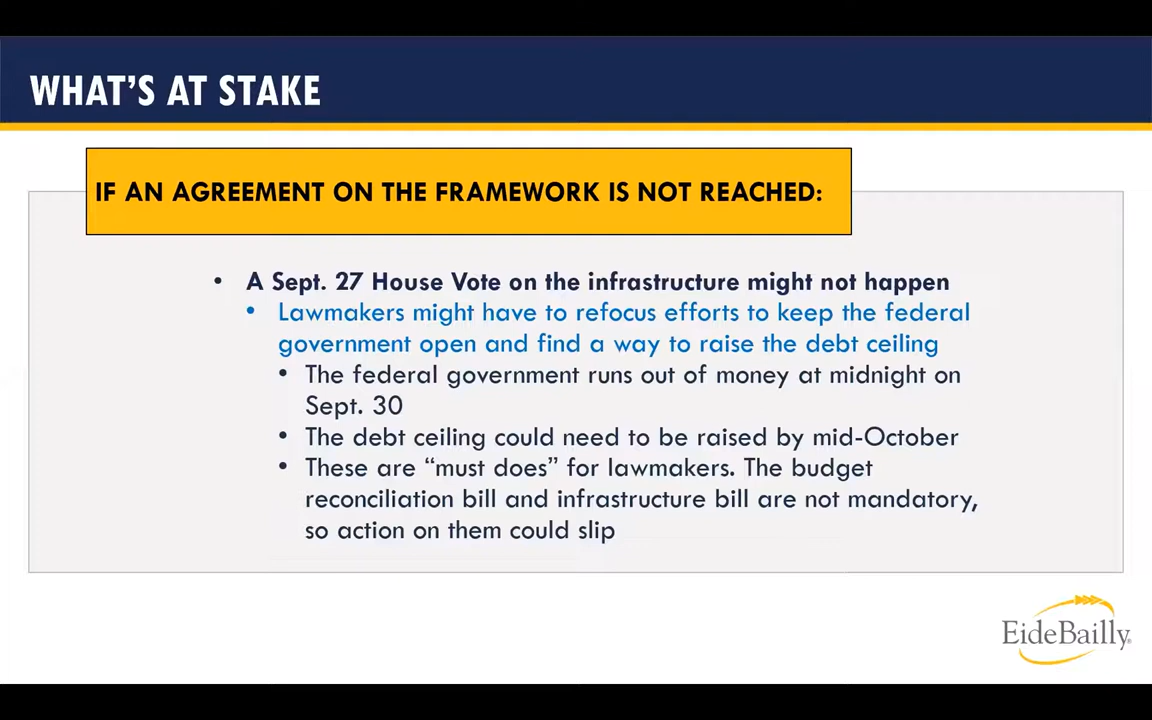 WHAT'S AT STAKE
IF AN AGREEMENT ON THE FRAMEWORK IS NOT REACHED:
• A Sept. 27 House Vote on the infrastructure might not happen
• Lawmakers might have to refocus efforts to keep the federal
government open and find a way to raise the debt ceiling
• The federal government runs out of money at midnight on
Sept. 30
• The debt ceiling could need to be raised by mid-October
• These are “must does” for lawmakers. The budget
reconciliation bill and infrastructure bill are not mandatory,
so action on them could slip
EideBailly®